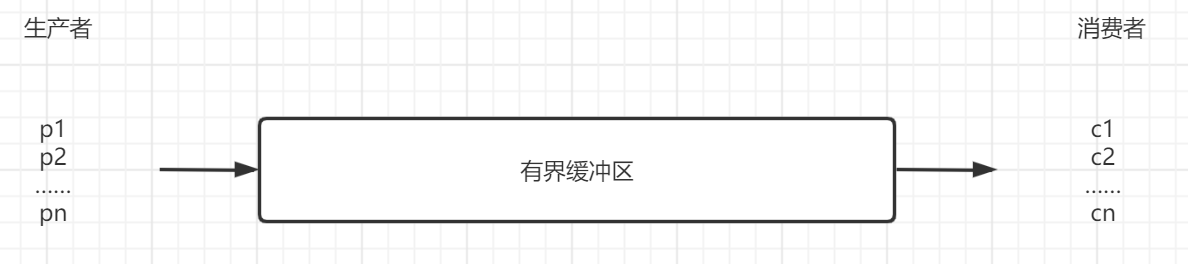 生产者
消费者
p1
p2
......
pn
有界缓冲区
c1
c2
......
cn